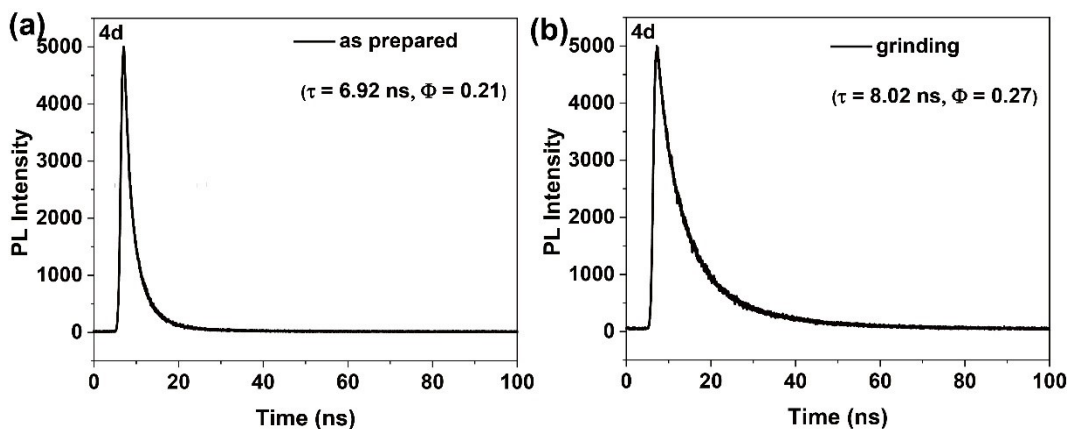 (a)
4d
as prepared
(τ = 6.92 ns, Φ = 0.21)
5000
4000
3000
2000
1000
0
PL Intensity
0 20 40 60 80 100
Time (ns)
(b)
4d
grinding
(τ = 8.02 ns, Φ = 0.27)
5000
4000
3000
2000
1000
0
PL Intensity
0 20 40 60 80 100
Time (ns)